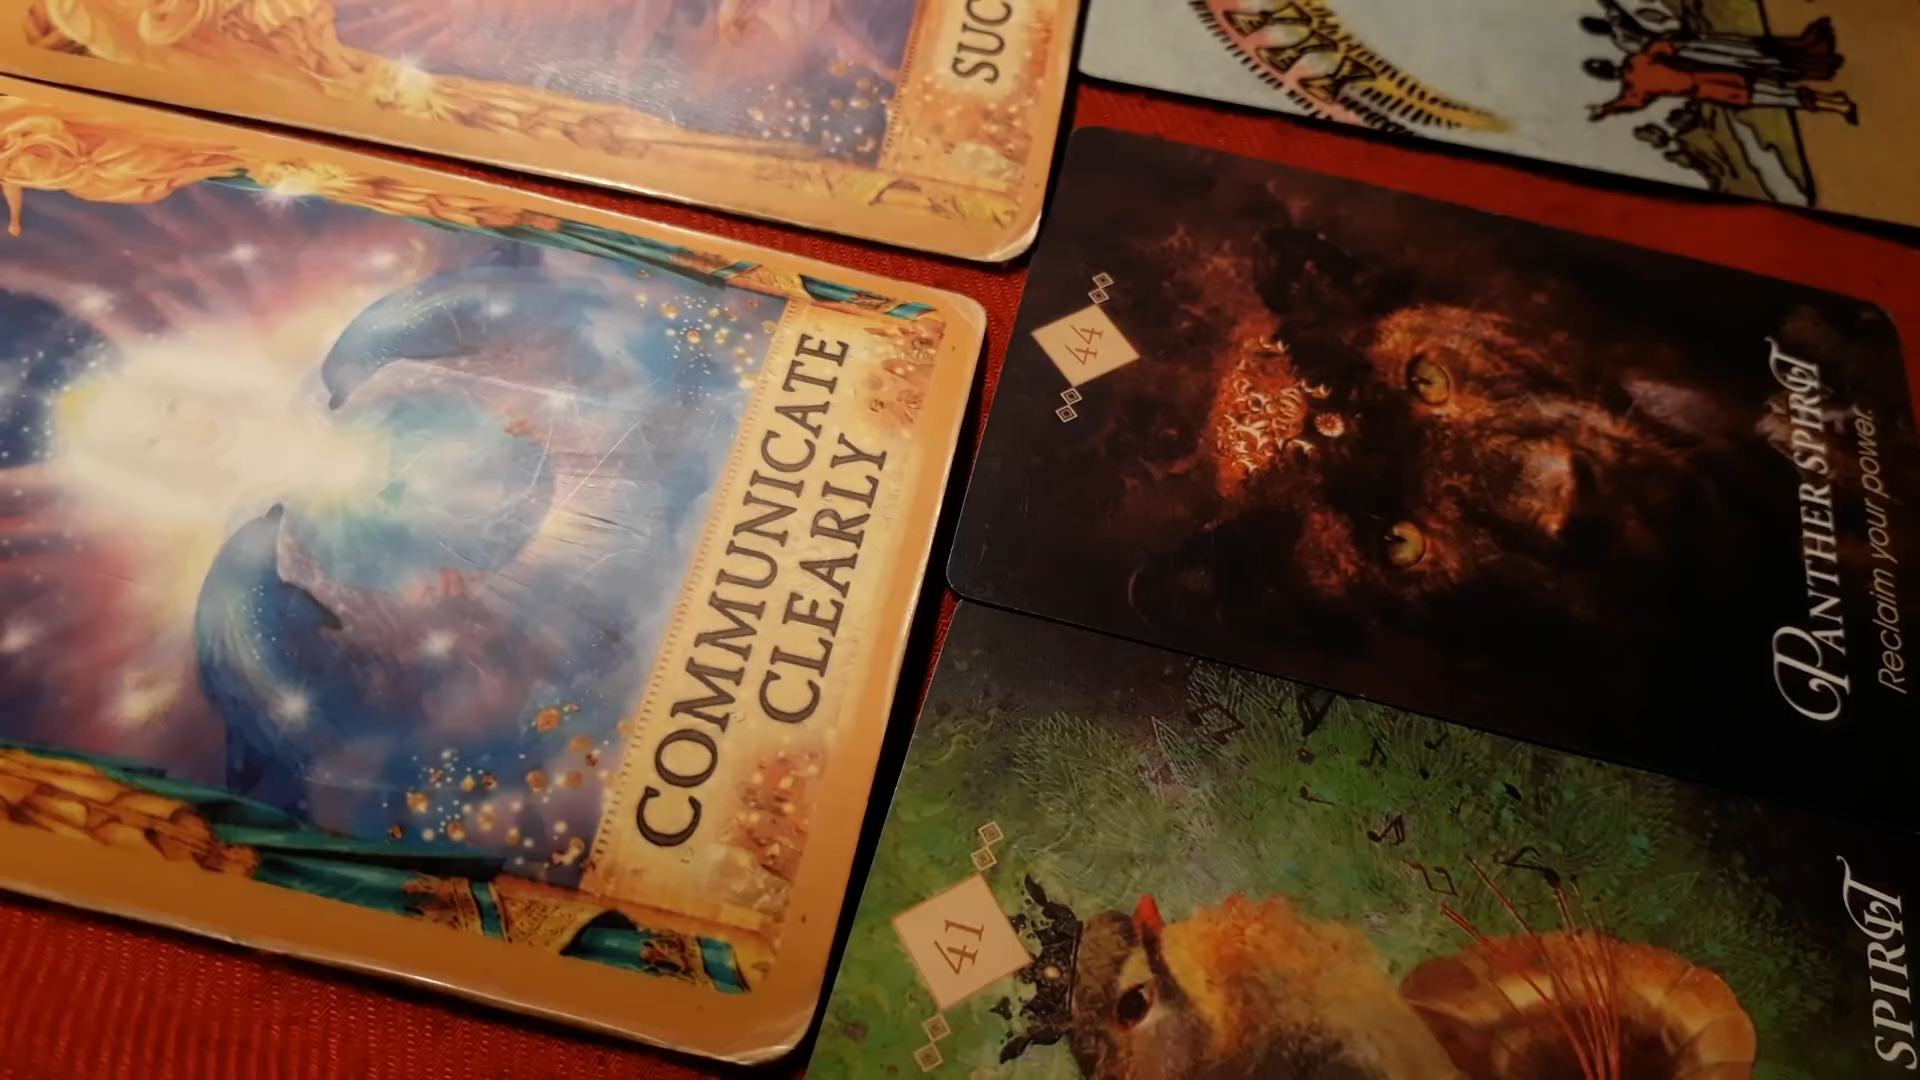 SUC
COMMUNICATE
CLEARLY
44
PANTHER SPIRIT
Reclaim your power.
41
SPIRIT